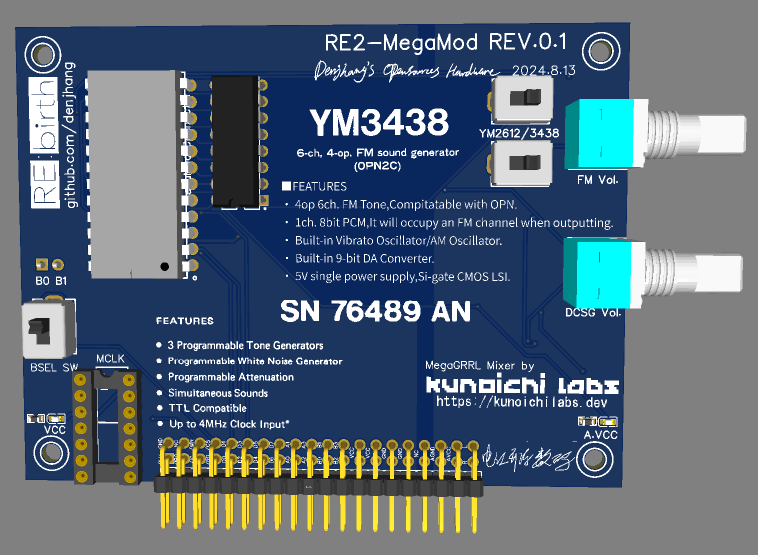 RE2-MegaMod REV.0.1
Denjhang's Opensources Hardware 2024.8.13
RE:birth
github.com/denjhang
YM3438
6-ch, 4-op. FM sound generator
(OPN2C)
YM2612/3438
FM Vol.
■FEATURES
· 4op 6ch. FM Tone,Compitatable with OPN.
· 1ch. 8bit PCM,It will occupy an FM channel when outputting.
· Built-in Vibrato Oscillator/AM Oscillator.
· Built-in 9-bit DA Converter.
· 5V single power supply,Si-gate CMOS LSI.
B0 B1
DCSG Vol.
SN 76489 AN
FEATURES
● 3 Programmable Tone Generators
● Programmable White Noise Generator
● Programmable Attenuation
● Simultaneous Sounds
● TTL Compatible
● Up to 4MHz Clock Input*
BSEL SW
MCLK
MegaGRRL Mixer by
kunoichi labs
https://kunoichilabs.dev
VCC
A.VCC